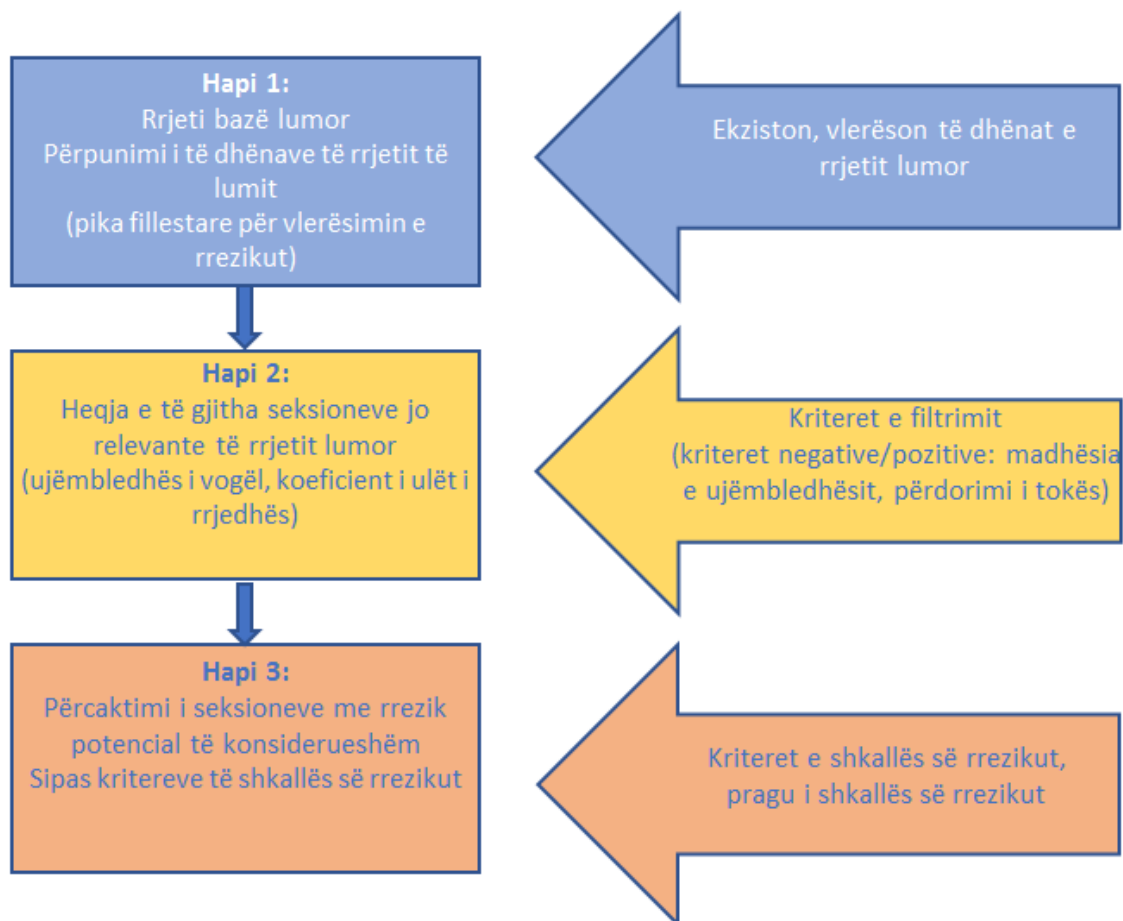 Hapi 1:
Rrjeti bazë lumor
Përpunimi i të dhënave të rrjetit të
lumit
(pika fillestare për vlerësimin e
rrezikut)
Ekziston, vlerëson të dhënat e
rrjetit lumor
Hapi 2:
Heqja e të gjitha seksioneve jo
relevante të rrjetit lumor
(ujëmbledhës i vogël, koeficient i ulët i
rrjedhës)
Kriteret e filtrimit
(kriteret negative/pozitive: madhësia
e ujëmbledhësit, përdorimi i tokës)
Hapi 3:
Përcaktimi i seksioneve me rrezik
potencial të konsiderueshëm
Sipas kritereve të shkallës së rrezikut
Kriteret e shkallës së rrezikut,
pragu i shkallës së rrezikut